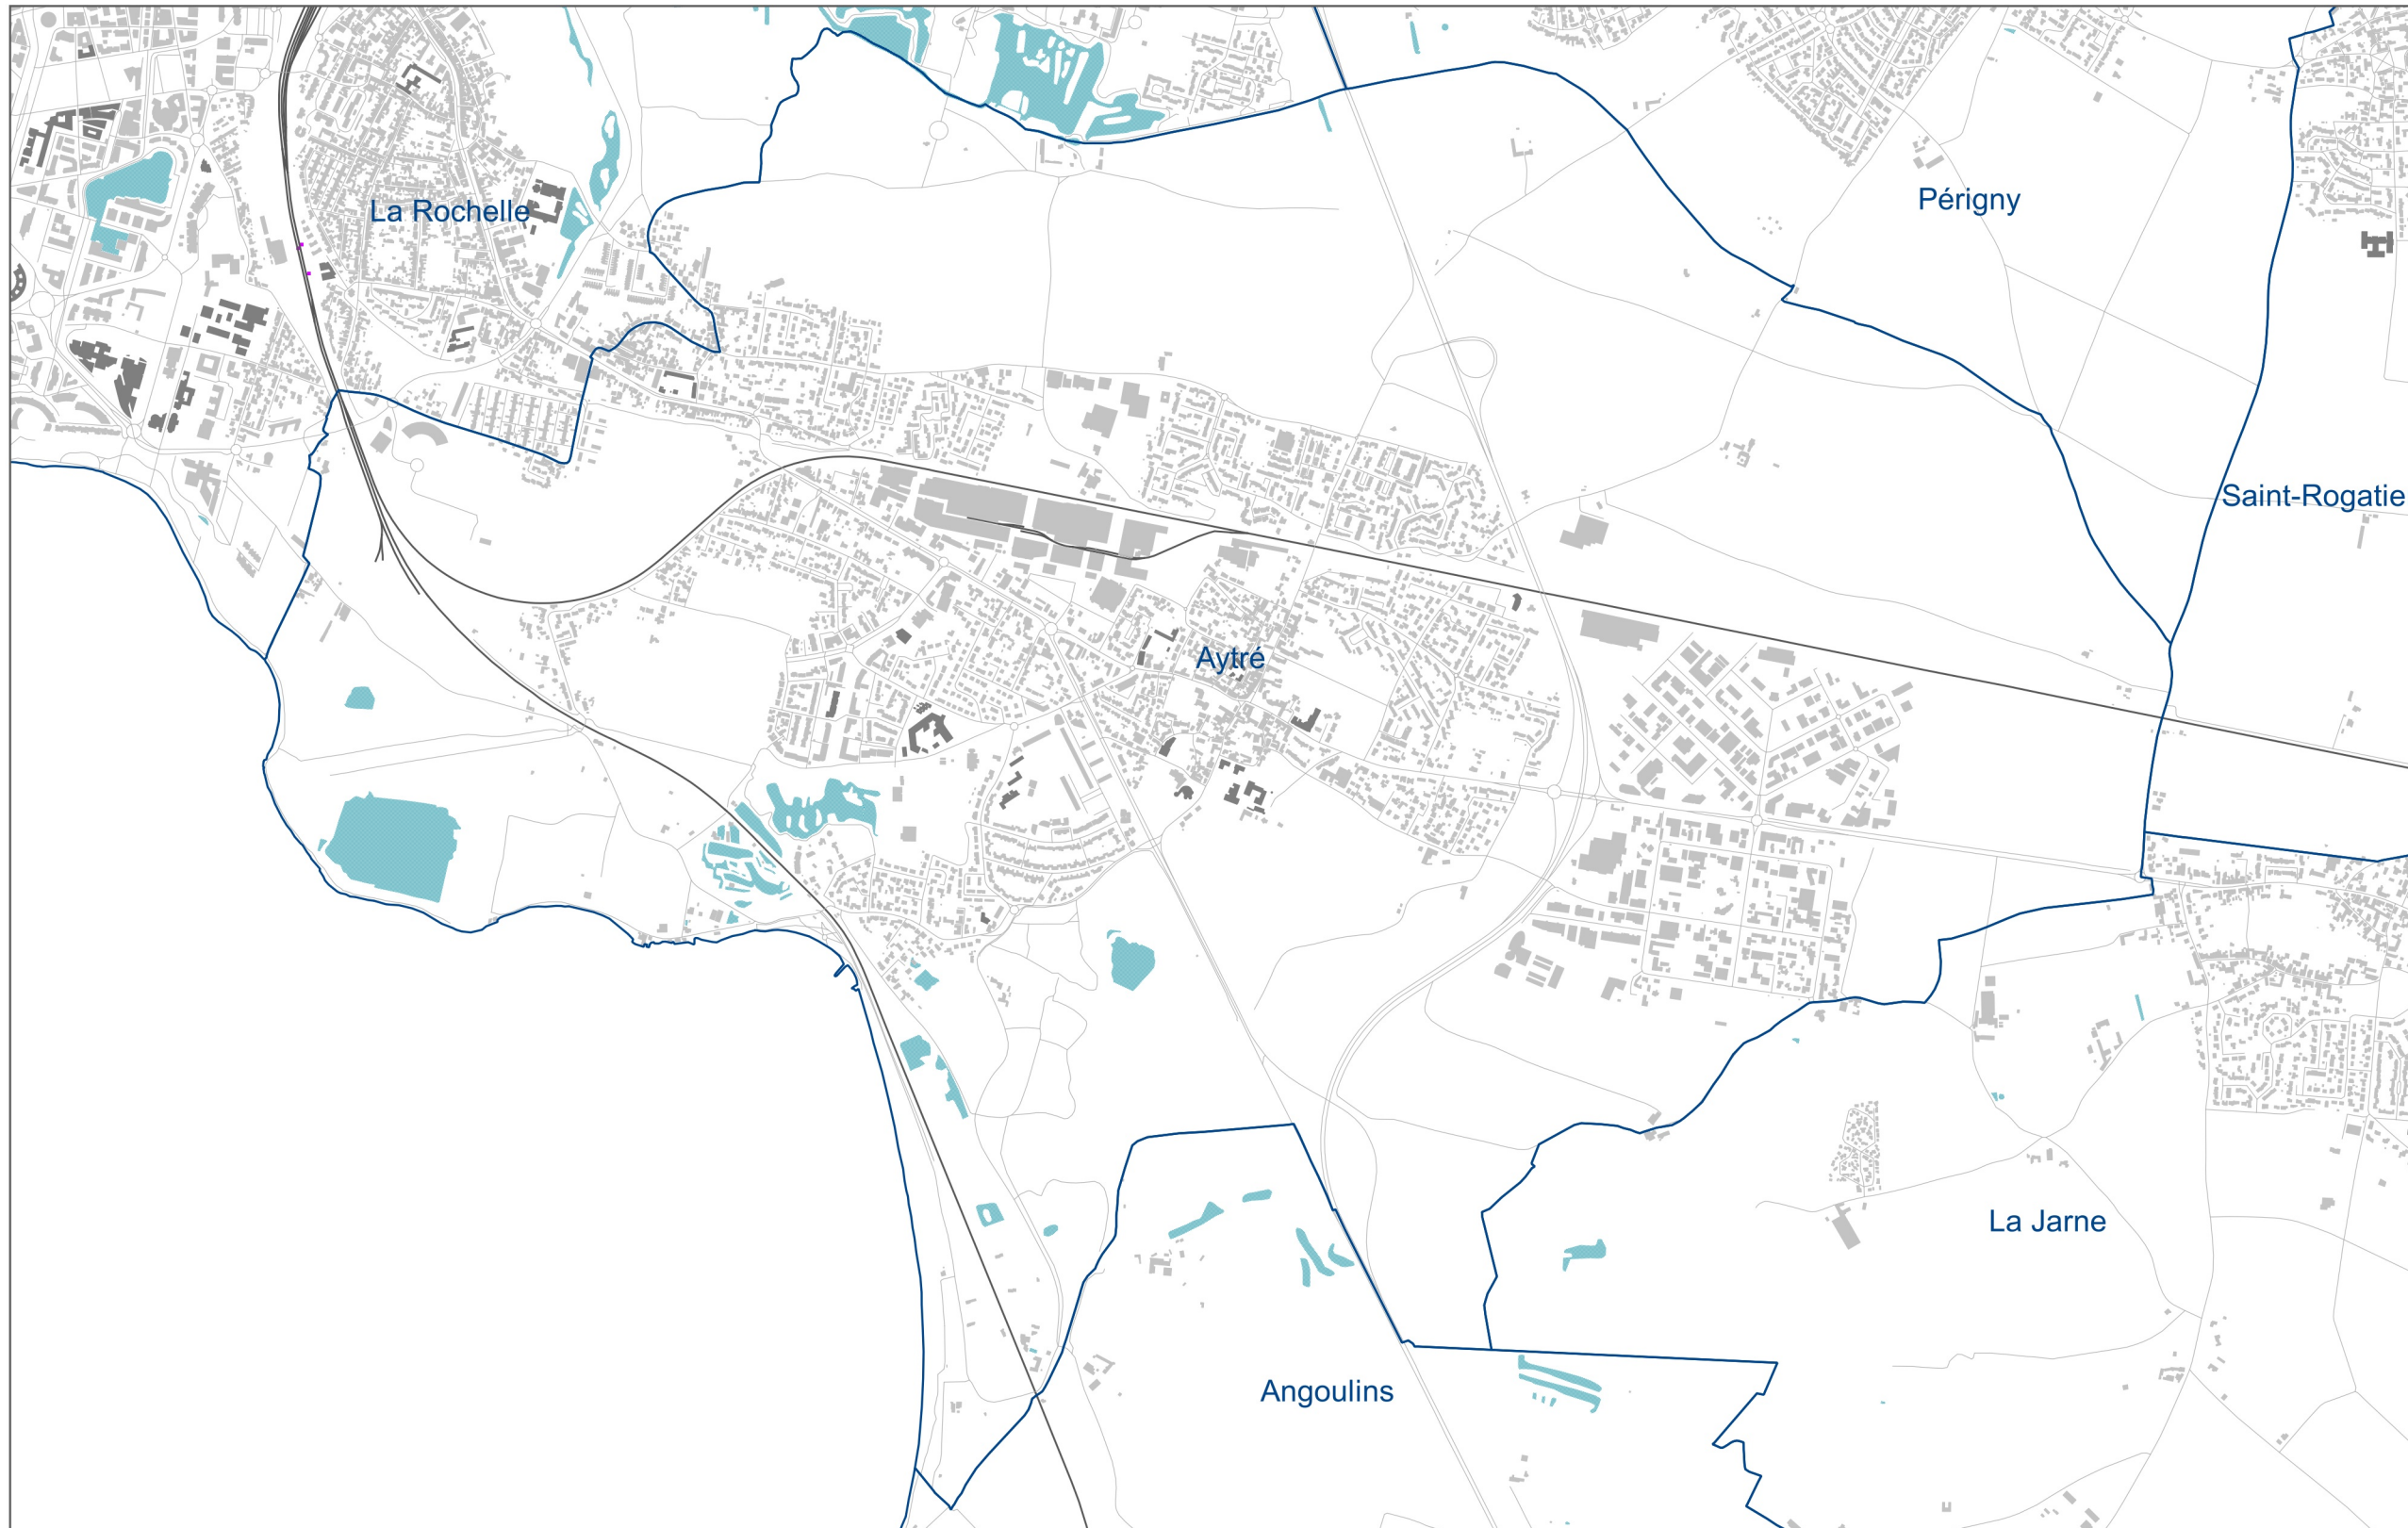 Périgny
La Rochelle
Saint-Rogatie
Aytré
La Jarne
Angoulins